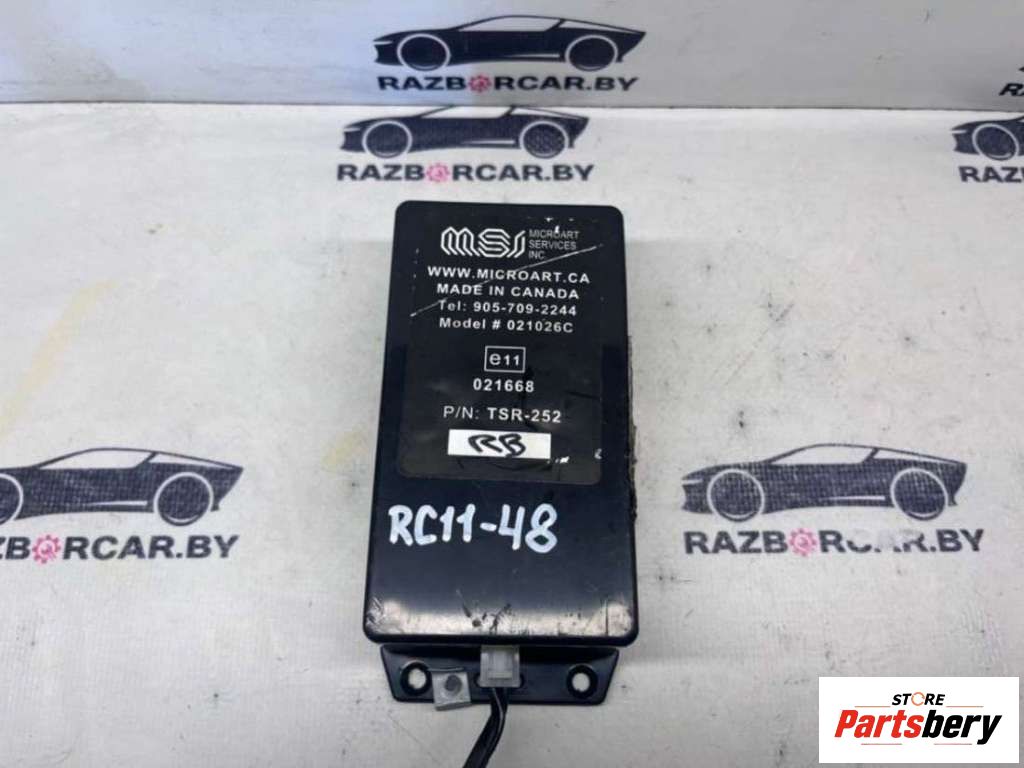 RAZBORCAR.BY
RAZBORCAR.BY
RAZBORCAR.BY
msi
MICROART
SERVICES
INC.
WWW.MICROART.CA
MADE IN CANADA
Tel: 905-709-2244
Model # 021026C
e11
021668
P/N: TSR-252
RB
RC11-48
RAZBORCAR.BY
RAZBORCAR.BY
STORE
Partsbery